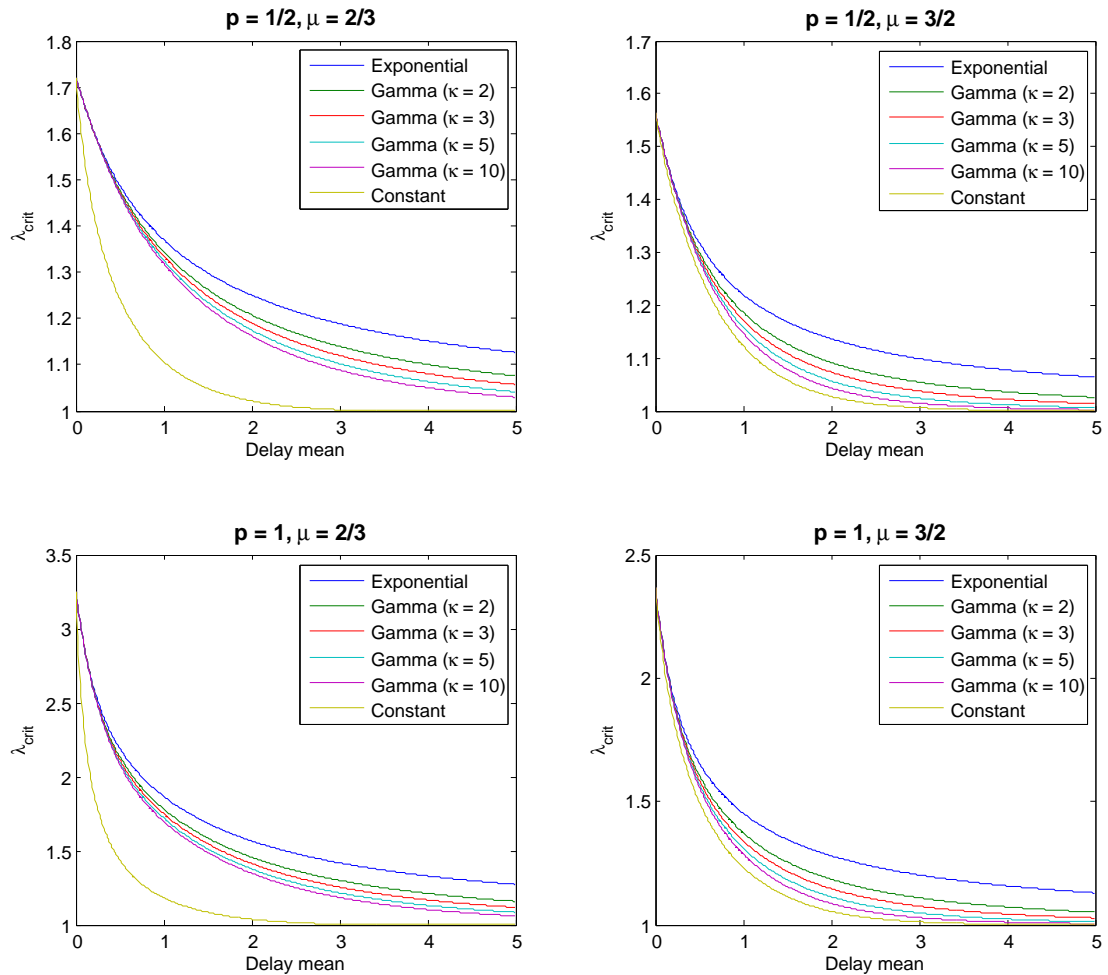 p = 1/2, μ = 2/3
1.8
1.7
1.6
1.5
1.4
1.3
1.2
1.1
1
λcrit
Exponential
Gamma (κ = 2)
Gamma (κ = 3)
Gamma (κ = 5)
Gamma (κ = 10)
Constant
0 1 2 3 4 5
Delay mean
p = 1/2, μ = 3/2
1.7
1.6
1.5
1.4
1.3
1.2
1.1
1
λcrit
Exponential
Gamma (κ = 2)
Gamma (κ = 3)
Gamma (κ = 5)
Gamma (κ = 10)
Constant
0 1 2 3 4 5
Delay mean
p = 1, μ = 2/3
3.5
3
2.5
2
1.5
1
λcrit
Exponential
Gamma (κ = 2)
Gamma (κ = 3)
Gamma (κ = 5)
Gamma (κ = 10)
Constant
0 1 2 3 4 5
Delay mean
p = 1, μ = 3/2
2.5
2
1.5
1
λcrit
Exponential
Gamma (κ = 2)
Gamma (κ = 3)
Gamma (κ = 5)
Gamma (κ = 10)
Constant
0 1 2 3 4 5
Delay mean